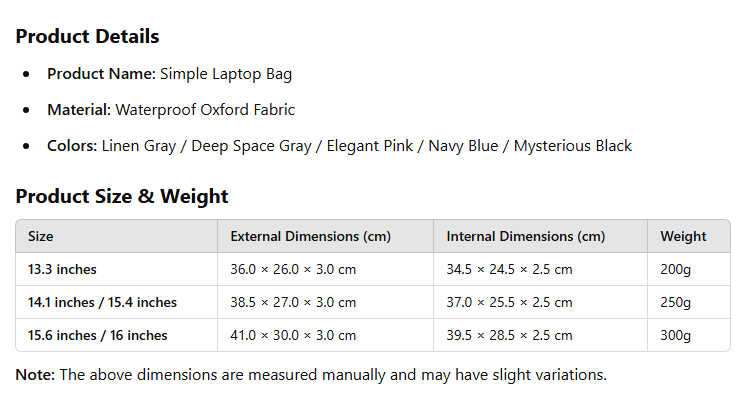 Product Details
• Product Name: Simple Laptop Bag
• Material: Waterproof Oxford Fabric
• Colors: Linen Gray / Deep Space Gray / Elegant Pink / Navy Blue / Mysterious Black
Product Size & Weight
Size External Dimensions (cm) Internal Dimensions (cm) Weight
13.3 inches 36.0 × 26.0 × 3.0 cm 34.5 × 24.5 × 2.5 cm 200g
14.1 inches / 15.4 inches 38.5 × 27.0 × 3.0 cm 37.0 × 25.5 × 2.5 cm 250g
15.6 inches / 16 inches 41.0 × 30.0 × 3.0 cm 39.5 × 28.5 × 2.5 cm 300g
Note: The above dimensions are measured manually and may have slight variations.